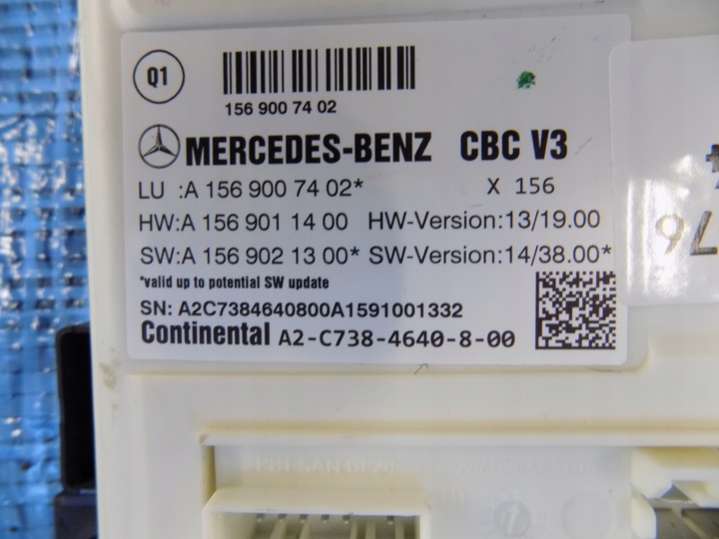 Q1
156 900 74 02
MERCEDES-BENZ CBC V3
LU :A 156 900 74 02* X 156
HW:A 156 901 14 00 HW-Version:13/19.00
SW:A 156 902 13 00* SW-Version:14/38.00*
*valid up to potential SW update
SN: A2C7384640800A1591001332
Continental A2-C738-4640-8-00
76